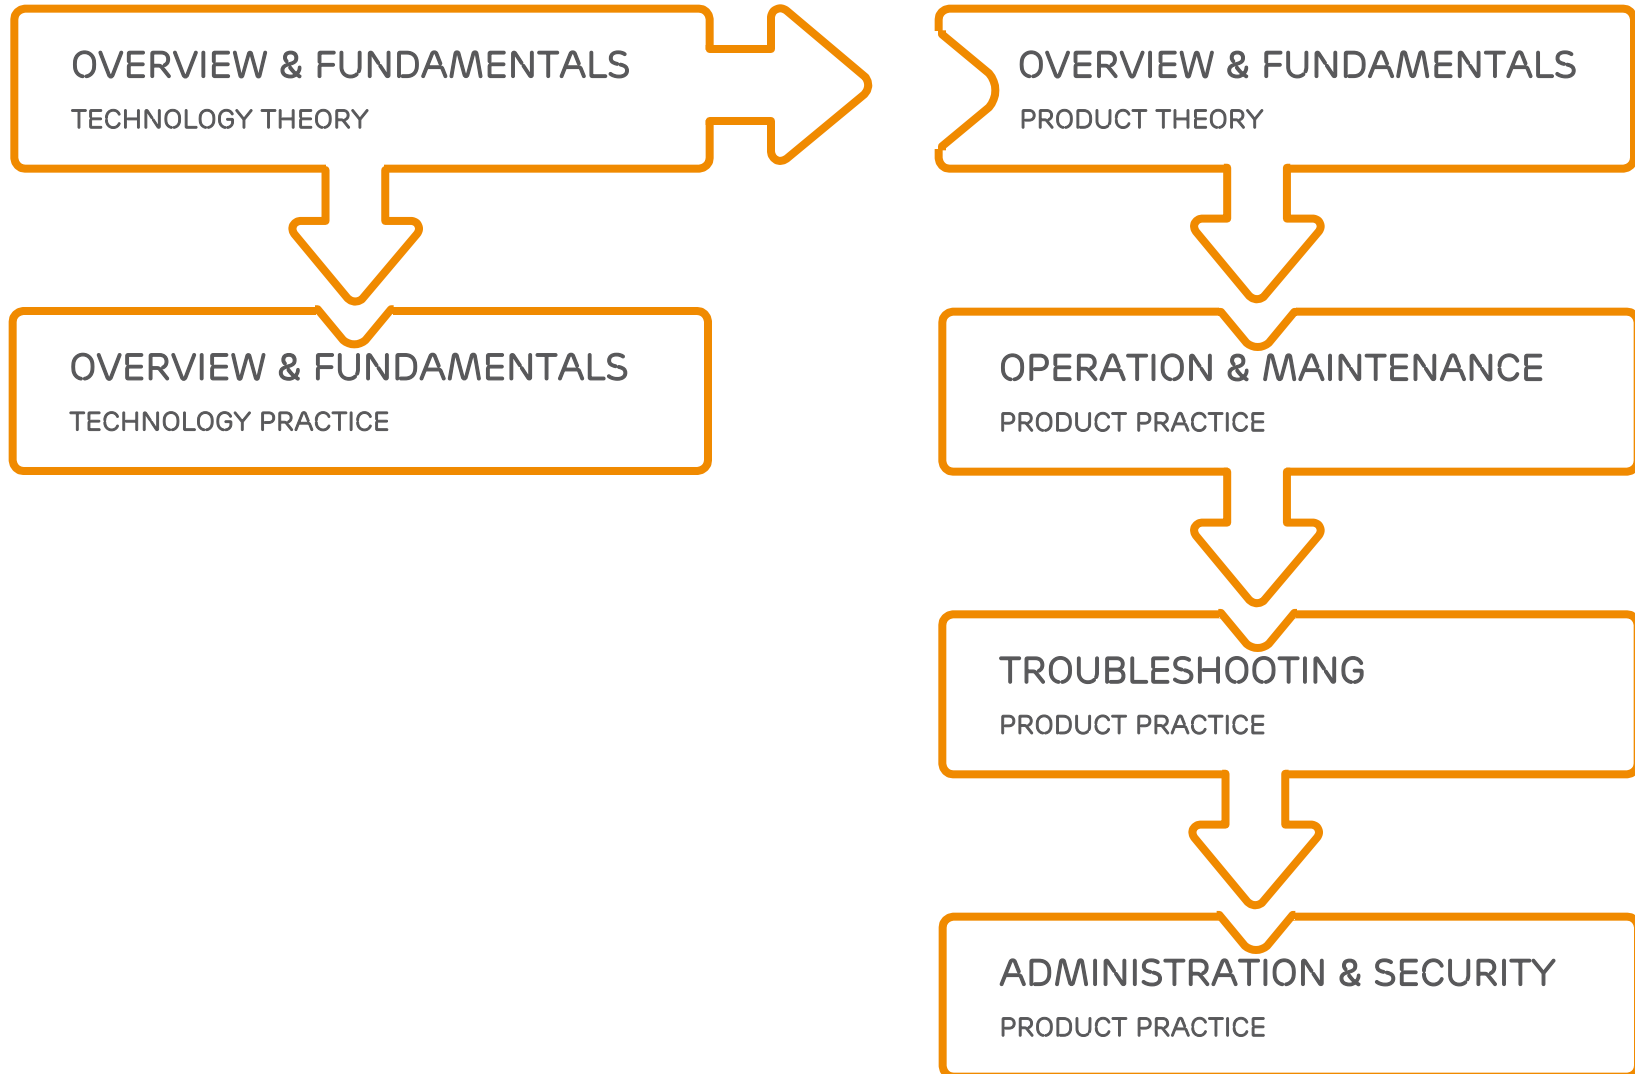 OVERVIEW & FUNDAMENTALS
TECHNOLOGY THEORY
OVERVIEW & FUNDAMENTALS
PRODUCT THEORY
OVERVIEW & FUNDAMENTALS
TECHNOLOGY PRACTICE
OPERATION & MAINTENANCE
PRODUCT PRACTICE
TROUBLESHOOTING
PRODUCT PRACTICE
ADMINISTRATION & SECURITY
PRODUCT PRACTICE